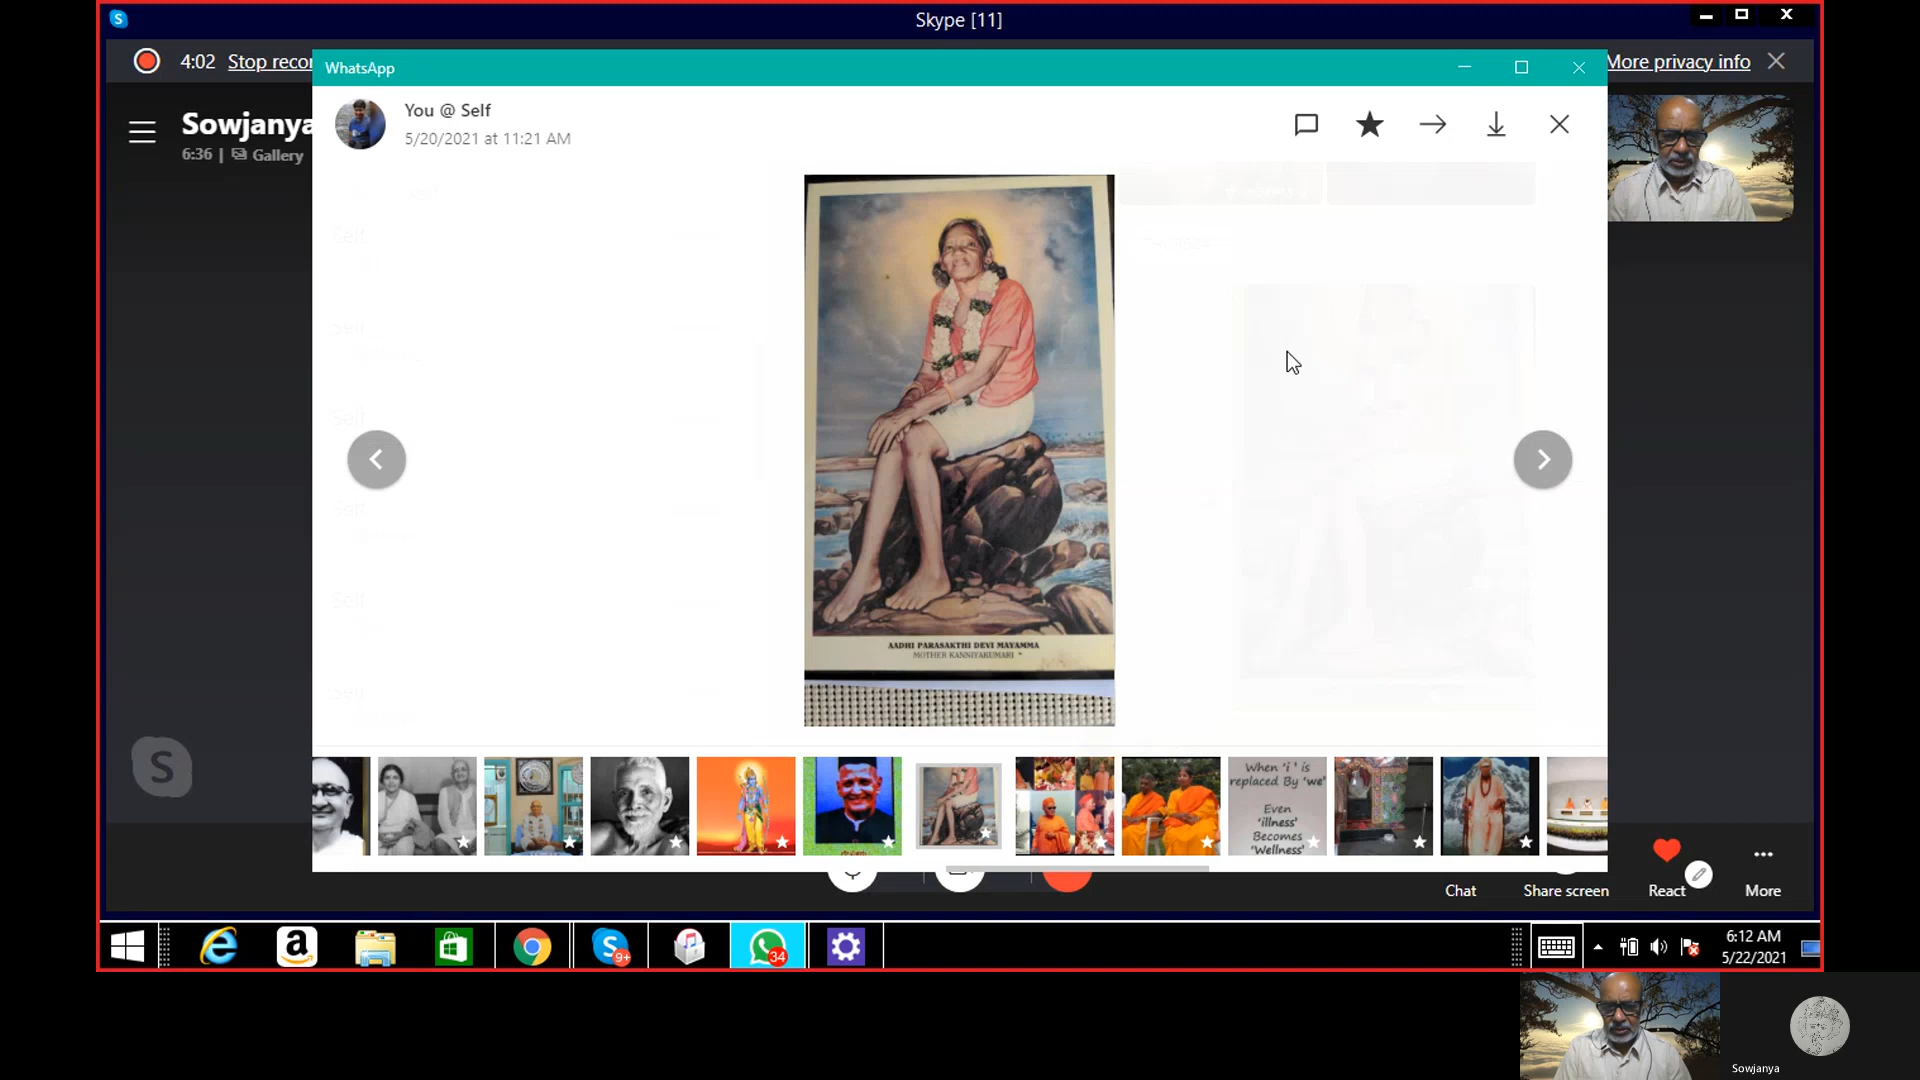 Skype [11]
4:02 Stop recor
More privacy info
WhatsApp
Sowjanya
6:36 | Gallery
You @ Self
5/20/2021 at 11:21 AM
AADHI PARASAKTHI DEVI MAYAMMA
MOTHER KANNIYAKUMARI
When 'i' is
replaced By 'we'
Even
'illness'
Becomes
'Wellness'
Chat
Share screen
React
More
9+
34
6:12 AM
5/22/2021
Sowjanya